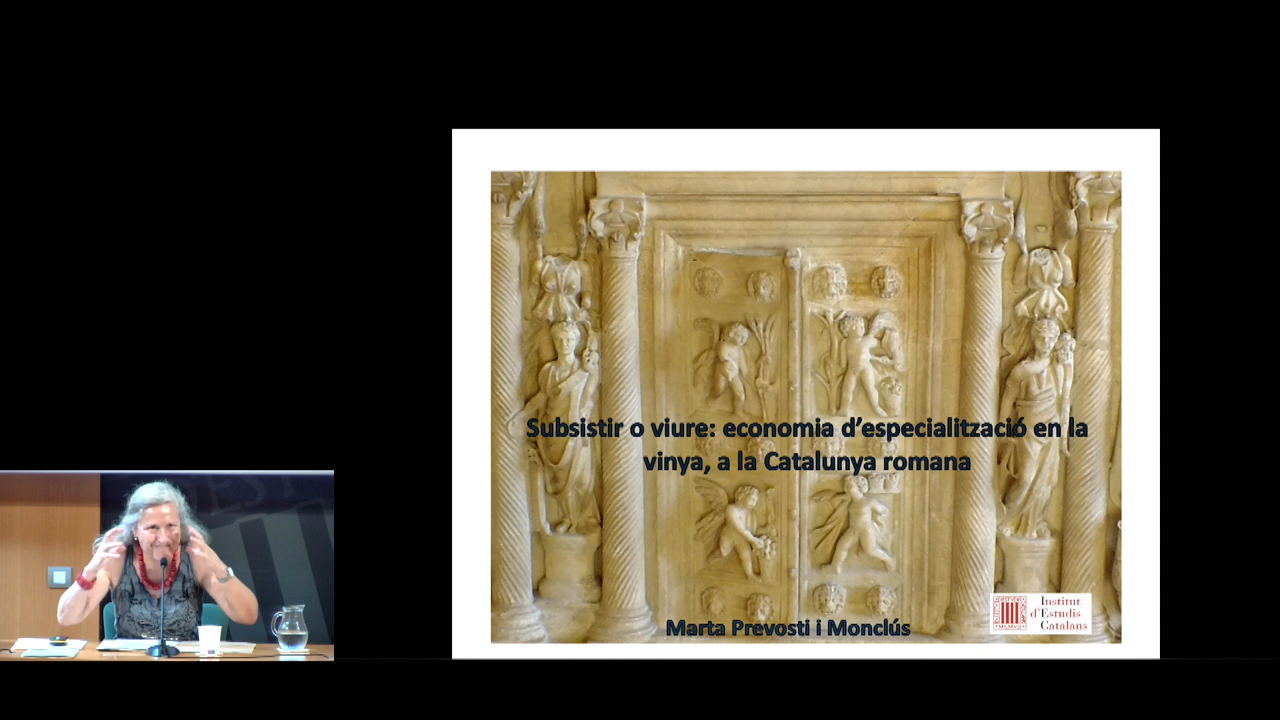 Subsistir o viure: economia d'especialització en la
vinya, a la Catalunya romana
Marta Prevosti i Monclús
Institut
d'Estudis
Catalans